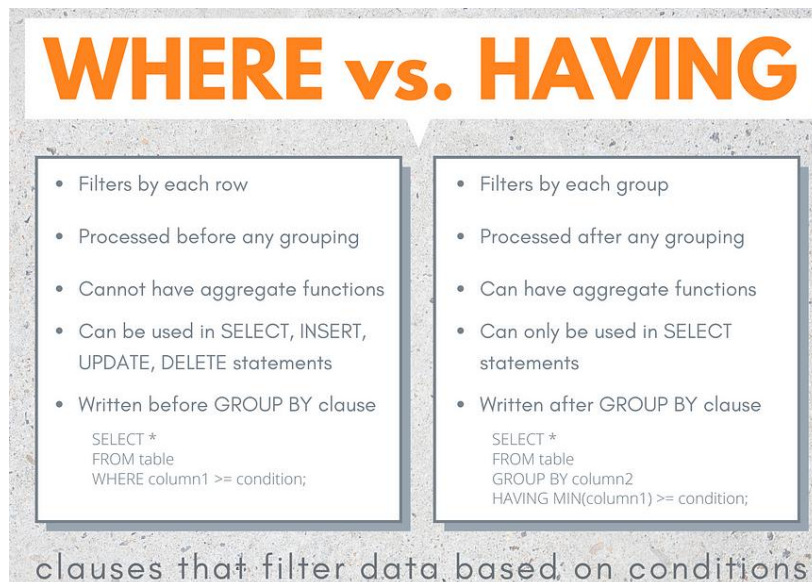 WHERE vs. HAVING
• Filters by each row
• Processed before any grouping
• Cannot have aggregate functions
• Can be used in SELECT, INSERT,
UPDATE, DELETE statements
• Written before GROUP BY clause
SELECT *
FROM table
WHERE column1 >= condition;
• Filters by each group
• Processed after any grouping
• Can have aggregate functions
• Can only be used in SELECT
statements
• Written after GROUP BY clause
SELECT *
FROM table
GROUP BY column2
HAVING MIN(column1) >= condition;
clauses that filter data based on conditions